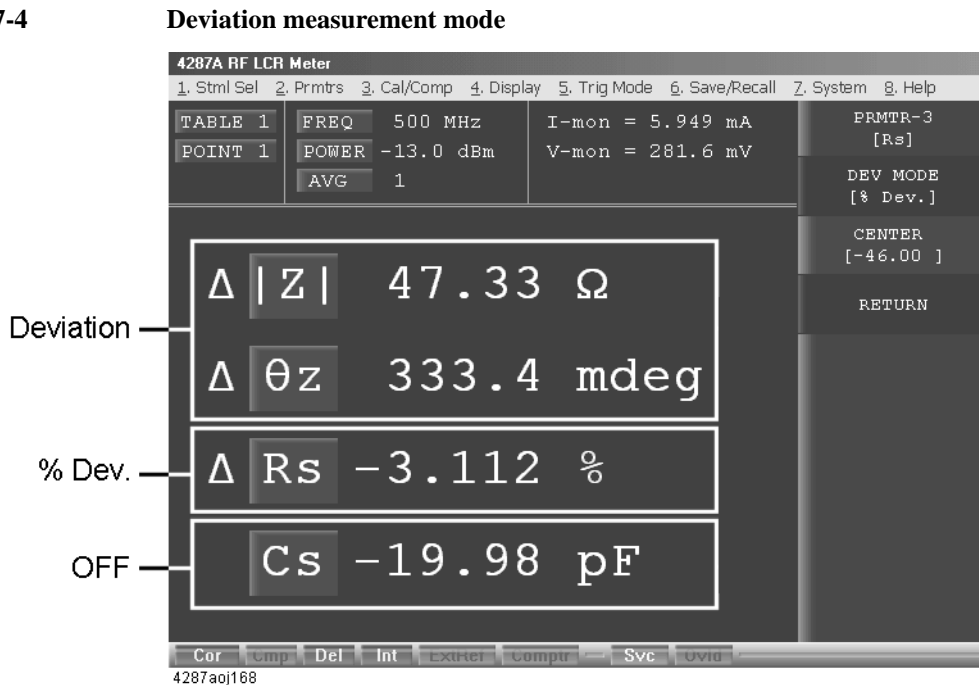 7-4 Deviation measurement mode
4287A RF LCR Meter
1. Stml Sel 2. Prmtrs 3. Cal/Comp 4. Display 5. Trig Mode 6. Save/Recall 7. System 8. Help
TABLE 1 FREQ 500 MHz I-mon = 5.949 mA
POINT 1 POWER -13.0 dBm V-mon = 281.6 mV
AVG 1
PRMTR-3
[Rs]
DEV MODE
[% Dev.]
CENTER
[-46.00 ]
RETURN
Deviation
Δ |Z| 47.33 Ω
Δ θz 333.4 mdeg
% Dev.
Δ Rs -3.112 %
OFF
Cs -19.98 pF
Cor Cmp Del Int ExtRef Comptr Svc Ovld
4287aoj168